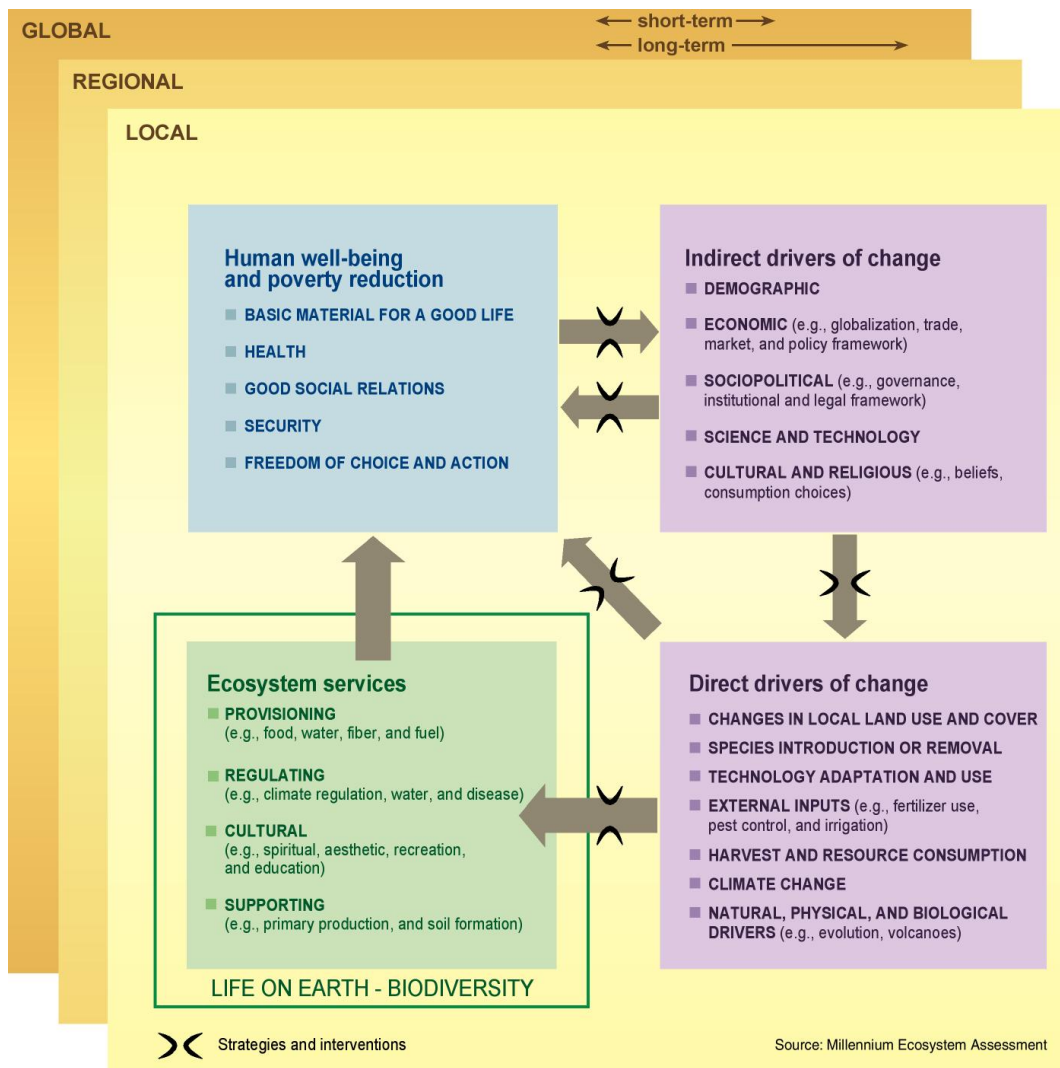 GLOBAL
short-term
long-term
REGIONAL
LOCAL
Human well-being
and poverty reduction
BASIC MATERIAL FOR A GOOD LIFE
HEALTH
GOOD SOCIAL RELATIONS
SECURITY
FREEDOM OF CHOICE AND ACTION
Indirect drivers of change
DEMOGRAPHIC
ECONOMIC (e.g., globalization, trade,
market, and policy framework)
SOCIOPOLITICAL (e.g., governance,
institutional and legal framework)
SCIENCE AND TECHNOLOGY
CULTURAL AND RELIGIOUS (e.g., beliefs,
consumption choices)
Ecosystem services
PROVISIONING
(e.g., food, water, fiber, and fuel)
REGULATING
(e.g., climate regulation, water, and disease)
CULTURAL
(e.g., spiritual, aesthetic, recreation,
and education)
SUPPORTING
(e.g., primary production, and soil formation)
LIFE ON EARTH - BIODIVERSITY
Direct drivers of change
CHANGES IN LOCAL LAND USE AND COVER
SPECIES INTRODUCTION OR REMOVAL
TECHNOLOGY ADAPTATION AND USE
EXTERNAL INPUTS (e.g., fertilizer use,
pest control, and irrigation)
HARVEST AND RESOURCE CONSUMPTION
CLIMATE CHANGE
NATURAL, PHYSICAL, AND BIOLOGICAL
DRIVERS (e.g., evolution, volcanoes)
Strategies and interventions
Source: Millennium Ecosystem Assessment